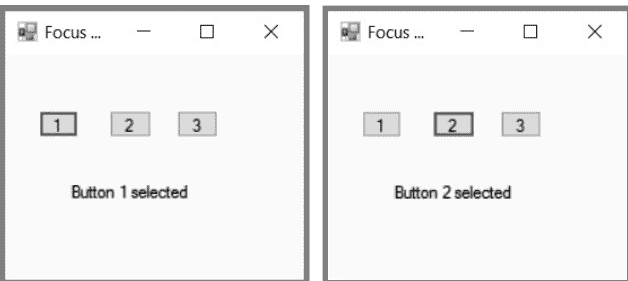 Focus ...
1 2 3
Button 1 selected
Focus ...
1 2 3
Button 2 selected